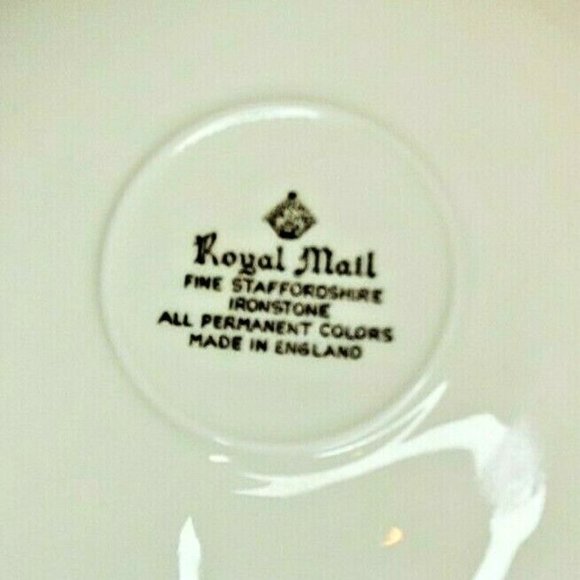 Royal Mail
FINE STAFFORDSHIRE
IRONSTONE
ALL PERMANENT COLORS
MADE IN ENGLAND